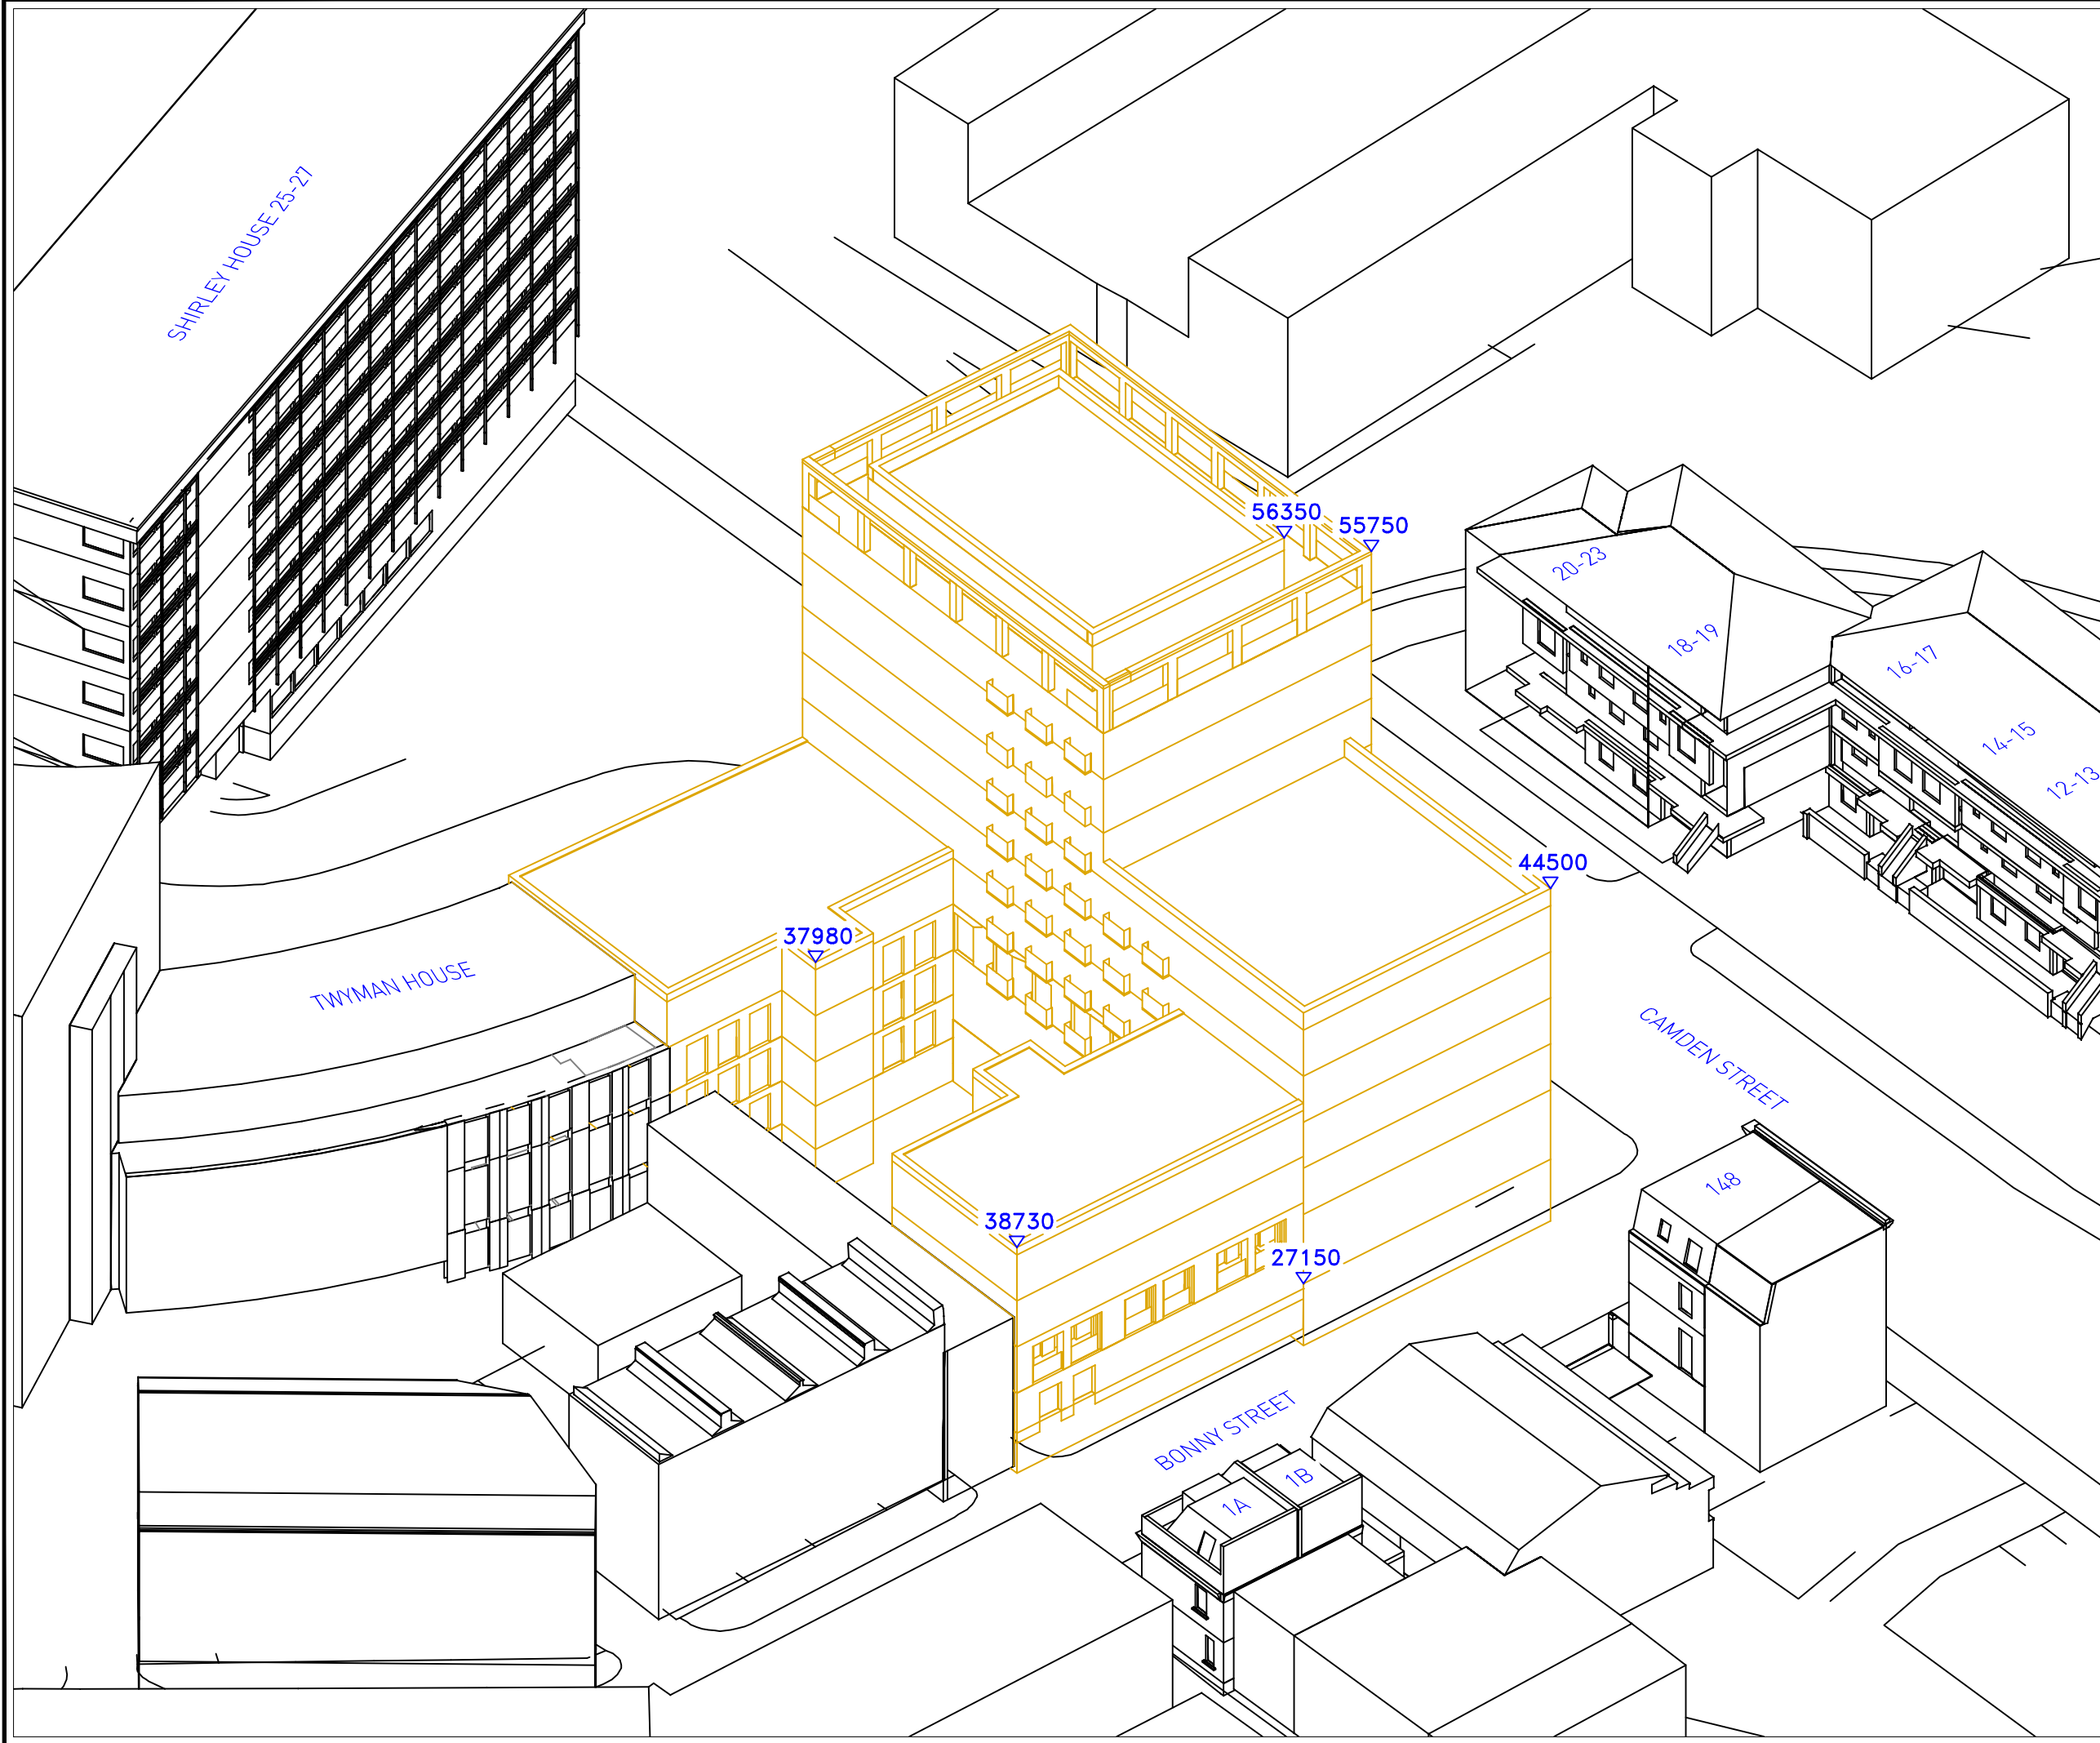 SHIRLEY HOUSE 25-27
56350
55750
20-23
18-19
16-17
14-15
12-13
44500
37980
TWYMAN HOUSE
CAMDEN STREET
148
38730
27150
BONNY STREET
1B
1A